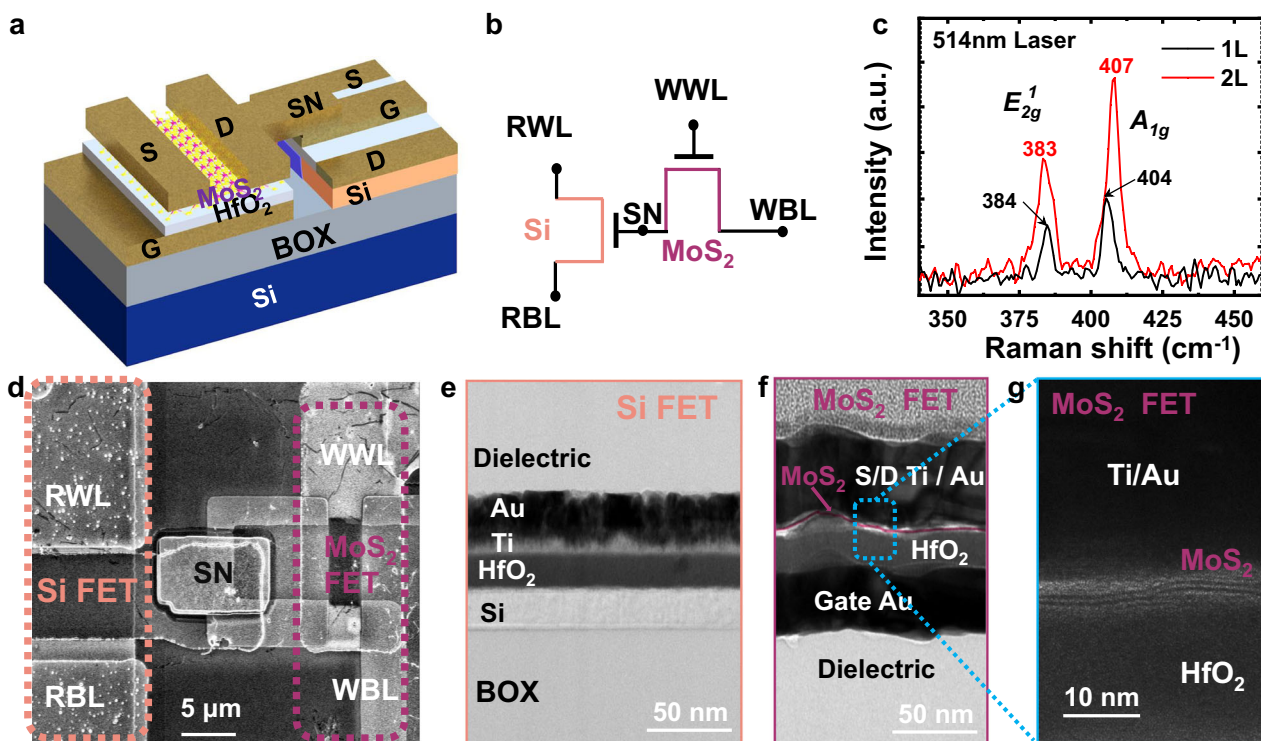 a
S
D
SN
S
G
D
S
MoS2
HfO2
G
Si
BOX
Si
b
WWL
RWL
Si
SN
WBL
MoS2
RBL
c
514nm Laser
1L
2L
407
E2g1
A1g
383
384
404
Intensity (a.u.)
350 375 400 425 450
Raman shift (cm-1)
d
WWL
RWL
MoS2
FET
SN
Si FET
RBL
WBL
5 μm
e
Si FET
Dielectric
Au
Ti
HfO2
Si
BOX
50 nm
f
MoS2 FET
MoS2
S/D Ti / Au
HfO2
Gate Au
Dielectric
50 nm
g
MoS2 FET
Ti/Au
MoS2
HfO2
10 nm